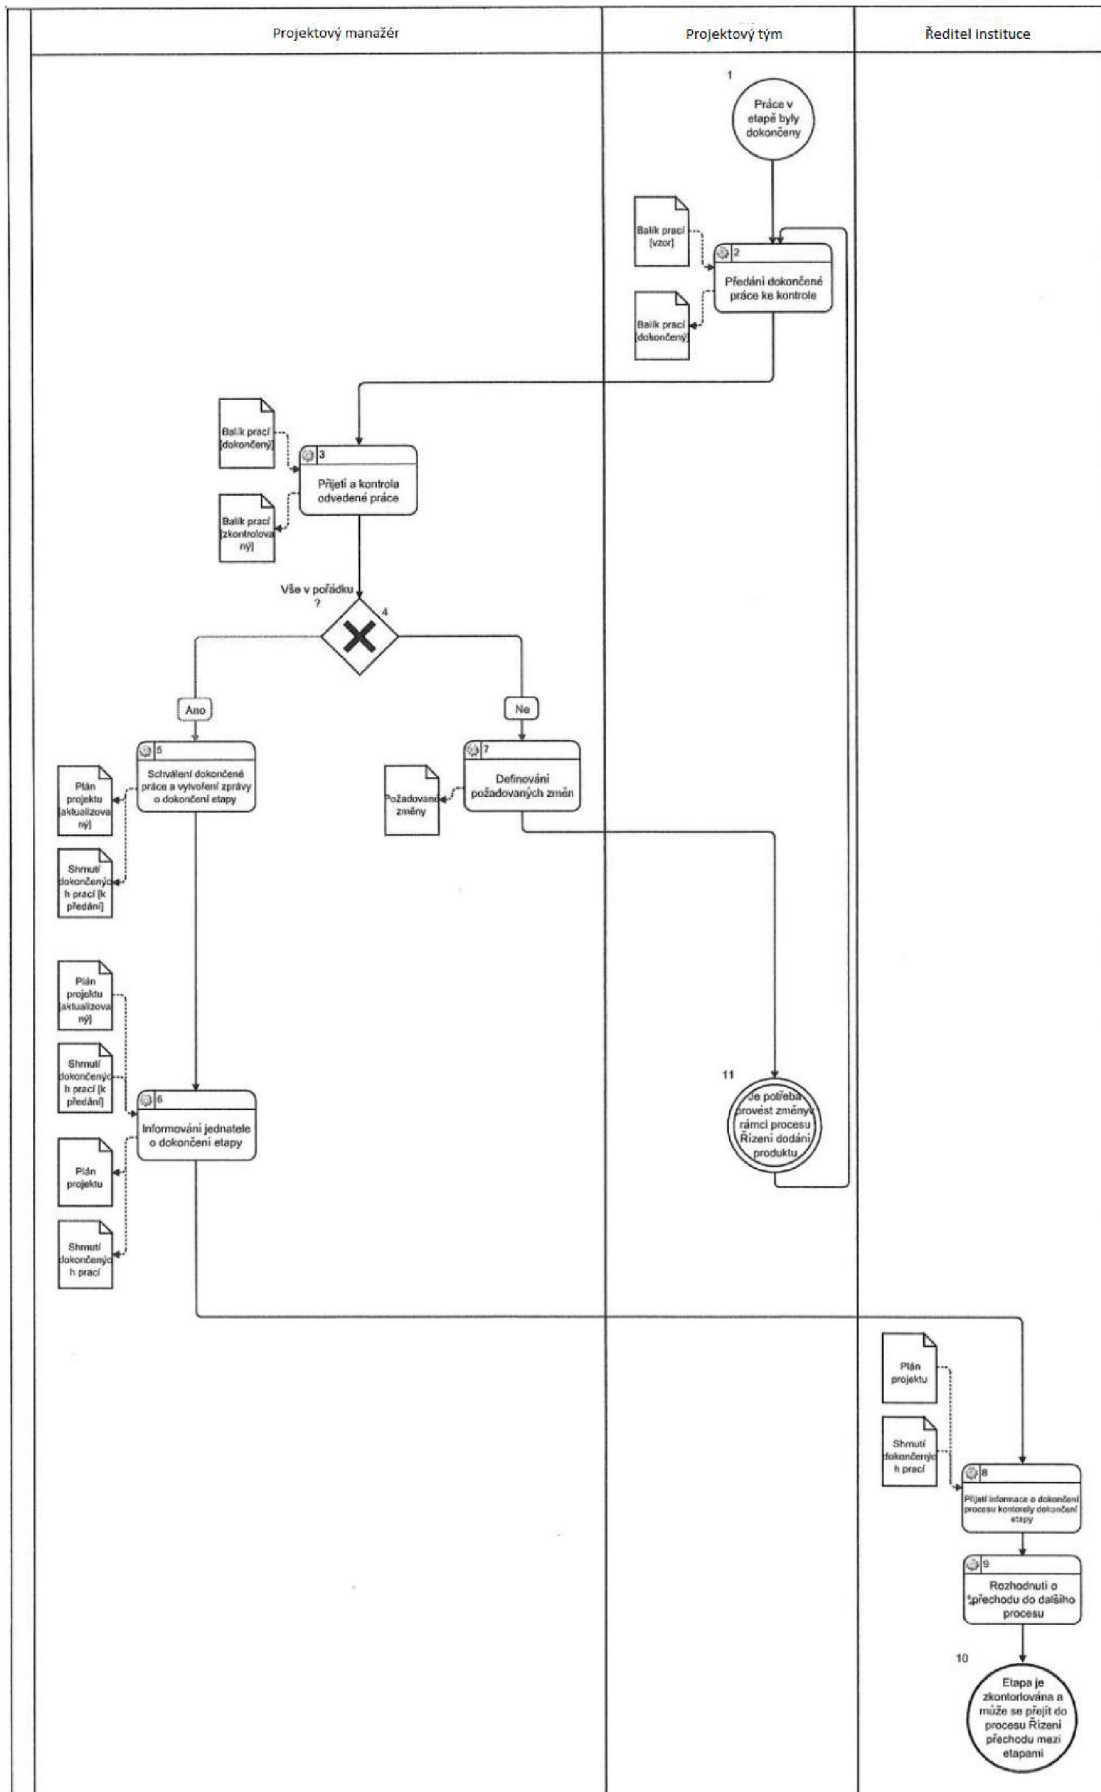 Projektový manažér
Projektový tým
Ředitel instituce
1
Práce v
etapě byly
dokončeny
Balík prací
[vzor]
2
Předání dokončené
práce ke kontrole
Balík prací
[dokončený]
Balík prací
[dokončený]
3
Přijetí a kontrola
odvedené práce
Balík prací
[zkontrolova
ný]
Vše v pořádku
?
4
Ano
Ne
5
Schválení dokončené
práce a vytvoření zprávy
o dokončení etapy
7
Definování
požadovaných změn
Plán
projektu
[aktualizova
ný]
Požadované
změny
Shrnutí
dokončenýc
h prací [k
předání]
Plán
projektu
[aktualizova
ný]
Shrnutí
dokončenýc
h prací [k
předání]
6
Informování jednatele
o dokončení etapy
11
Je potřeba
provést změny v
rámci procesu
Řízení dodání
produktu
Plán
projektu
Shrnutí
dokončenýc
h prací
Plán
projektu
Shrnutí
dokončenýc
h prací
8
Přijetí informace o dokončení
procesu kontorely dokončení
etapy
9
Rozhodnutí o
přechodu do dalšího
procesu
10
Etapa je
zkontorlována a
může se přejít do
procesu Řízení
přechodu mezi
etapami